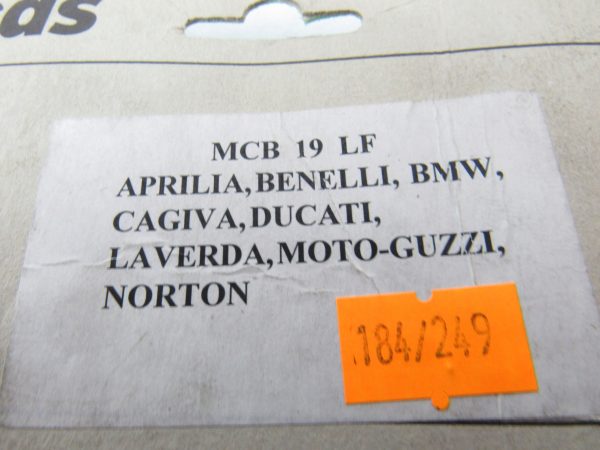 MCB 19 LF
APRILIA, BENELLI, BMW,
CAGIVA, DUCATI,
LAVERDA, MOTO-GUZZI,
NORTON
184/249